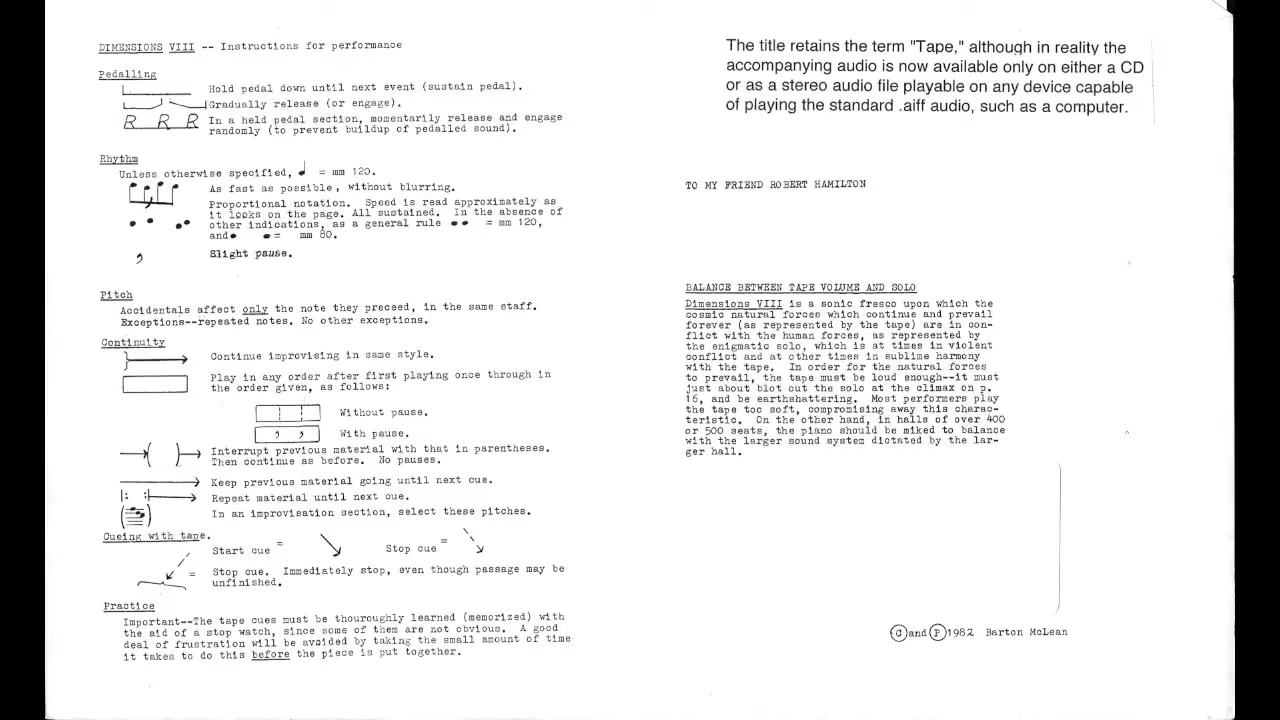 DIMENSIONS VIII -- Instructions for performance
Pedalling
Hold pedal down until next event (sustain pedal).
Gradually release (or engage).
R R R In a held pedal section, momentarily release and engage
randomly (to prevent buildup of pedalled sound).
Rhythm
Unless otherwise specified, ♩ = mm 120.
As fast as possible, without blurring.
Proportional notation. Speed is read approximately as
it looks on the page. All sustained. In the absence of
other indications, as a general rule ●● = mm 120,
and● ●= mm 80.
, Slight pause.
Pitch
Accidentals affect only the note they preceed, in the same staff.
Exceptions--repeated notes. No other exceptions.
Continuity
Continue improvising in same style.
Play in any order after first playing once through in
the order given, as follows:
Without pause.
, , With pause.
( ) Interrupt previous material with that in parentheses.
Then continue as before. No pauses.
Keep previous material going until next cue.
|: :| Repeat material until next cue.
( ) In an improvisation section, select these pitches.
Cueing with tape.
Start cue = Stop cue =
= Stop cue. Immediately stop, even though passage may be
unfinished.
Practice
Important--The tape cues must be thouroughly learned (memorized) with
the aid of a stop watch, since some of them are not obvious. A good
deal of frustration will be avoided by taking the small amount of time
it takes to do this before the piece is put together.
The title retains the term "Tape," although in reality the
accompanying audio is now available only on either a CD
or as a stereo audio file playable on any device capable
of playing the standard .aiff audio, such as a computer.
TO MY FRIEND ROBERT HAMILTON
BALANCE BETWEEN TAPE VOLUME AND SOLO
Dimensions VIII is a sonic fresco upon which the
cosmic natural forces which continue and prevail
forever (as represented by the tape) are in con-
flict with the human forces, as represented by
the enigmatic solo, which is at times in violent
conflict and at other times in sublime harmony
with the tape. In order for the natural forces
to prevail, the tape must be loud enough--it must
just about blot out the solo at the climax on p.
16, and be earthshattering. Most performers play
the tape too soft, compromising away this charac-
teristic. On the other hand, in halls of over 400
or 500 seats, the piano should be miked to balance
with the larger sound system dictated by the lar-
ger hall.
©and ℗1982 Barton McLean